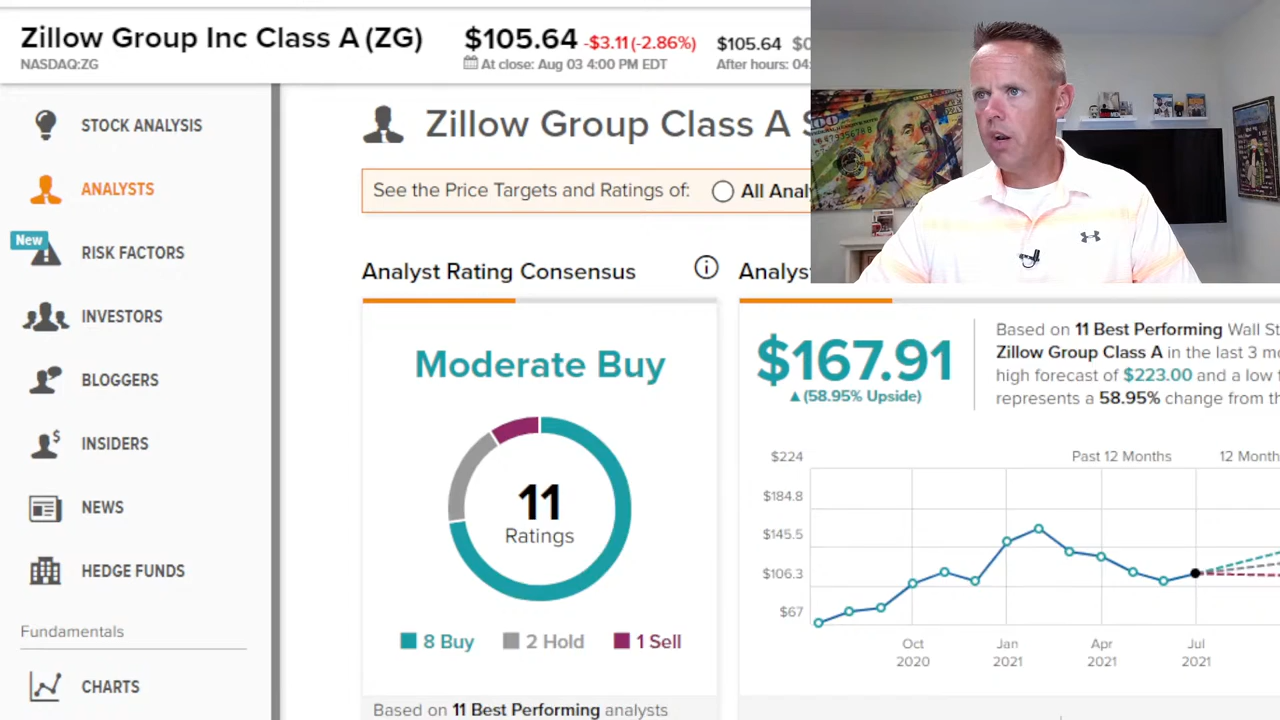 Zillow Group Inc Class A (ZG)
NASDAQ:ZG
$105.64 -$3.11(-2.86%)
At close: Aug 03 4:00 PM EDT
$105.64 $0
After hours: 04:
STOCK ANALYSIS
ANALYSTS
New
RISK FACTORS
INVESTORS
BLOGGERS
INSIDERS
NEWS
HEDGE FUNDS
Fundamentals
CHARTS
Zillow Group Class A S
See the Price Targets and Ratings of: All Analy
Analyst Rating Consensus
Moderate Buy
11
Ratings
8 Buy 2 Hold 1 Sell
Based on 11 Best Performing analysts
Analys
$167.91
▲(58.95% Upside)
Based on 11 Best Performing Wall St
Zillow Group Class A in the last 3 mo
high forecast of $223.00 and a low f
represents a 58.95% change from th
Past 12 Months 12 Month
$224
$184.8
$145.5
$106.3
$67
Oct 2020
Jan 2021
Apr 2021
Jul 2021